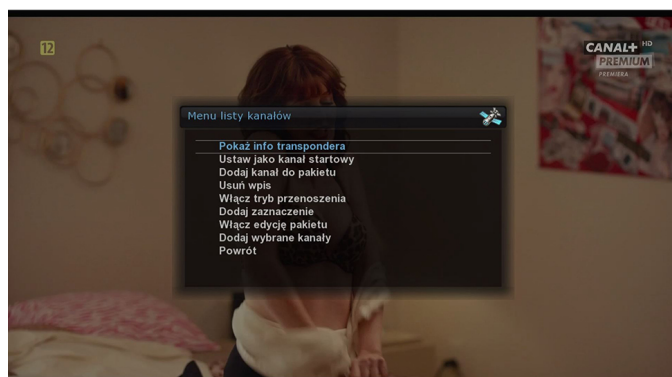 12
CANAL+ HD
PREMIUM
PREMIERA
Menu listy kanałów
Pokaż info transpondera
Ustaw jako kanał startowy
Dodaj kanał do pakietu
Usuń wpis
Włącz tryb przenoszenia
Dodaj zaznaczenie
Włącz edycję pakietu
Dodaj wybrane kanały
Powrót